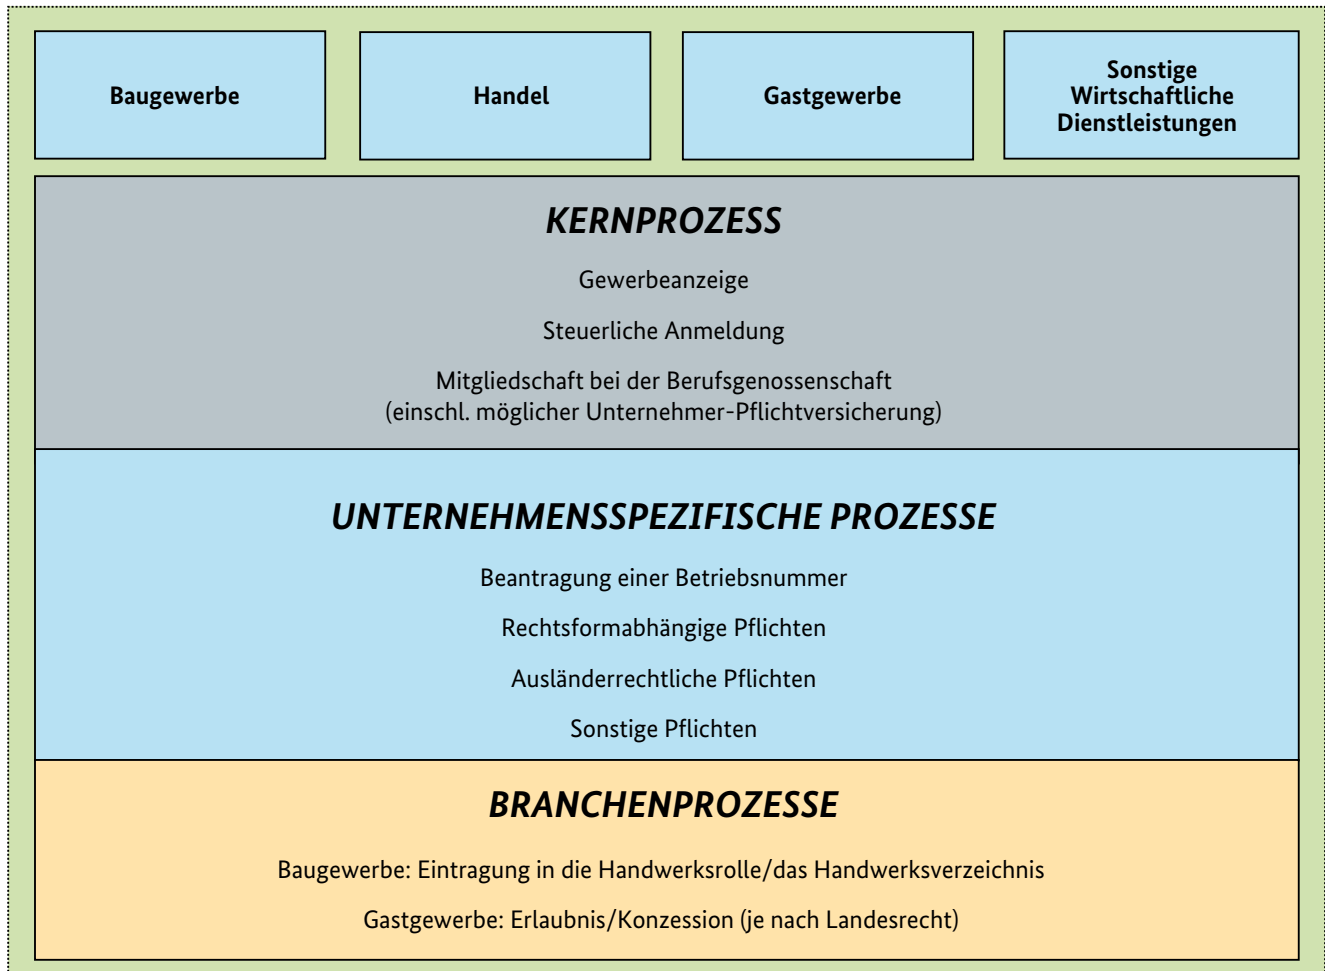 Baugewerbe
Handel
Gastgewerbe
Sonstige
Wirtschaftliche
Dienstleistungen
KERNPROZESS
Gewerbeanzeige
Steuerliche Anmeldung
Mitgliedschaft bei der Berufsgenossenschaft
(einschl. möglicher Unternehmer-Pflichtversicherung)
UNTERNEHMENSSPEZIFISCHE PROZESSE
Beantragung einer Betriebsnummer
Rechtsformabhängige Pflichten
Ausländerrechtliche Pflichten
Sonstige Pflichten
BRANCHENPROZESSE
Baugewerbe: Eintragung in die Handwerksrolle/das Handwerksverzeichnis
Gastgewerbe: Erlaubnis/Konzession (je nach Landesrecht)